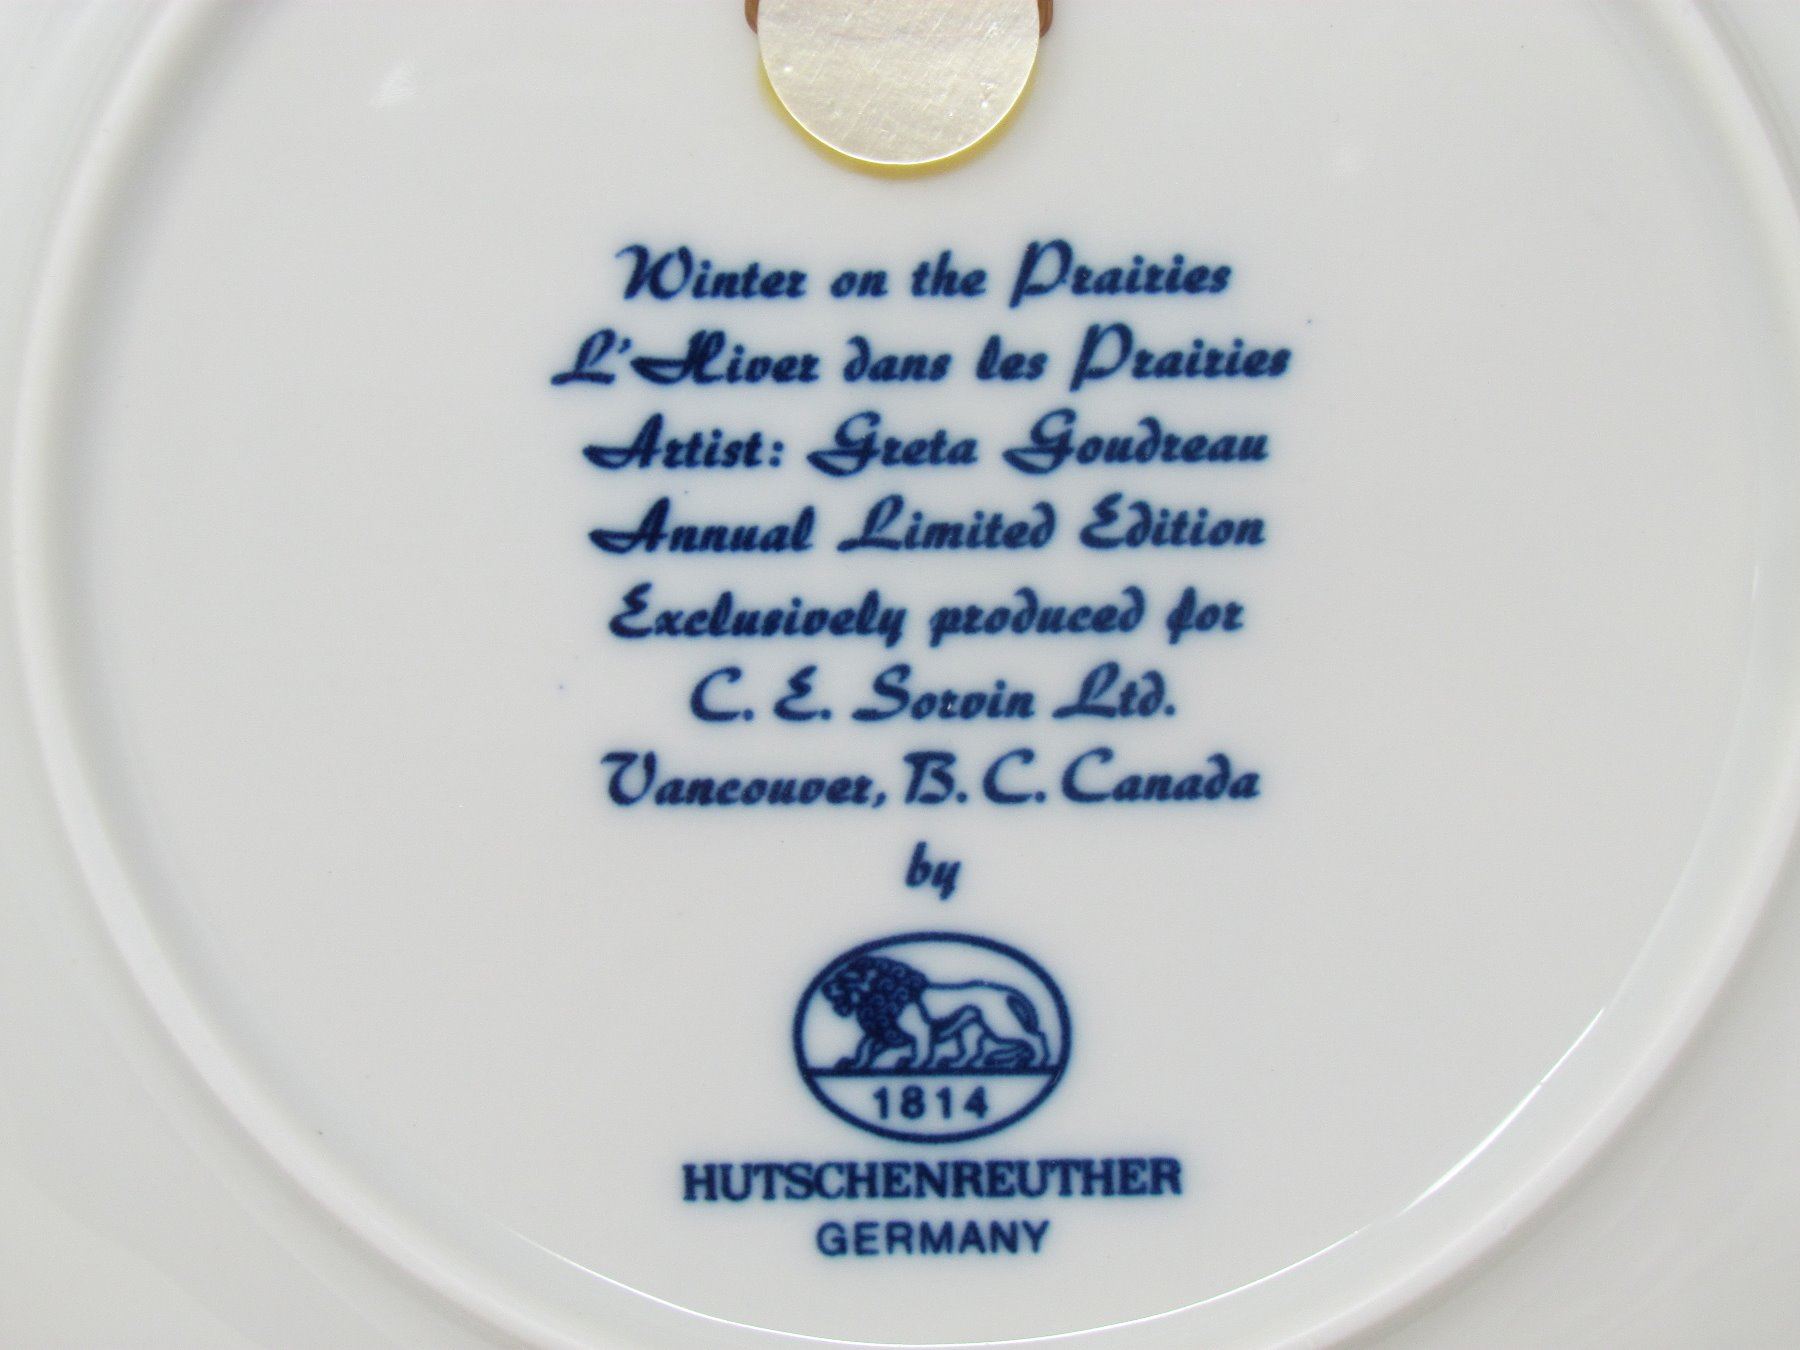 Winter on the Prairies
L'Hiver dans les Prairies
Artist: Greta Goudreau
Annual Limited Edition
Exclusively produced for
C. E. Sorvin Ltd.
Vancouver, B. C. Canada
by
1814
HUTSCHENREUTHER
GERMANY